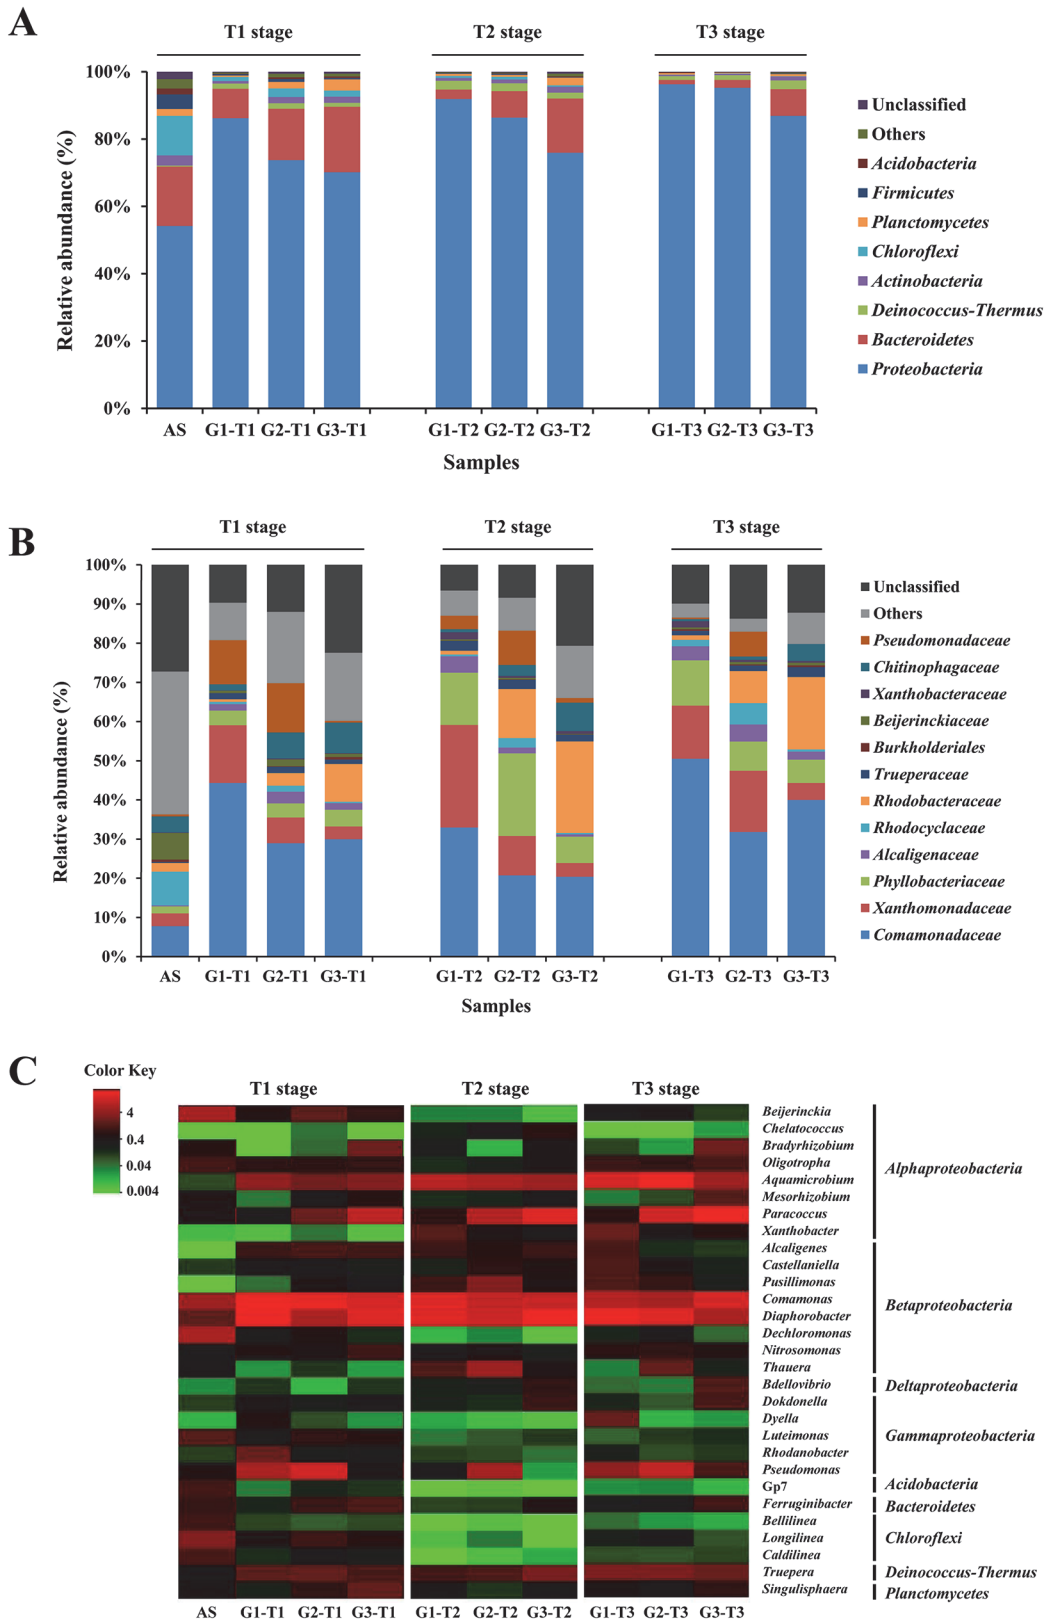 A
T1 stage
T2 stage
T3 stage
Relative abundance (%)
100%
80%
60%
40%
20%
0%
AS
G1-T1
G2-T1
G3-T1
G1-T2
G2-T2
G3-T2
G1-T3
G2-T3
G3-T3
Samples
Unclassified
Others
Acidobacteria
Firmicutes
Planctomycetes
Chloroflexi
Actinobacteria
Deinococcus-Thermus
Bacteroidetes
Proteobacteria
B
T1 stage
T2 stage
T3 stage
Relative abundance (%)
100%
90%
80%
70%
60%
50%
40%
30%
20%
10%
0%
AS
G1-T1
G2-T1
G3-T1
G1-T2
G2-T2
G3-T2
G1-T3
G2-T3
G3-T3
Samples
Unclassified
Others
Pseudomonadaceae
Chitinophagaceae
Xanthobacteraceae
Beijerinckiaceae
Burkholderiales
Trueperaceae
Rhodobacteraceae
Rhodocyclaceae
Alcaligenaceae
Phyllobacteriaceae
Xanthomonadaceae
Comamonadaceae
C
Color Key
4
0.4
0.04
0.004
T1 stage
T2 stage
T3 stage
Beijerinckia
Chelatococcus
Bradyrhizobium
Oligotropha
Aquamicrobium
Mesorhizobium
Paracoccus
Xanthobacter
Alcaligenes
Castellaniella
Pusillimonas
Comamonas
Diaphorobacter
Dechloromonas
Nitrosomonas
Thauera
Bdellovibrio
Dokdonella
Dyella
Luteimonas
Rhodanobacter
Pseudomonas
Gp7
Ferruginibacter
Bellilinea
Longilinea
Caldilinea
Truepera
Singulisphaera
Alphaproteobacteria
Betaproteobacteria
Deltaproteobacteria
Gammaproteobacteria
Acidobacteria
Bacteroidetes
Chloroflexi
Deinococcus-Thermus
Planctomycetes
AS
G1-T1
G2-T1
G3-T1
G1-T2
G2-T2
G3-T2
G1-T3
G2-T3
G3-T3